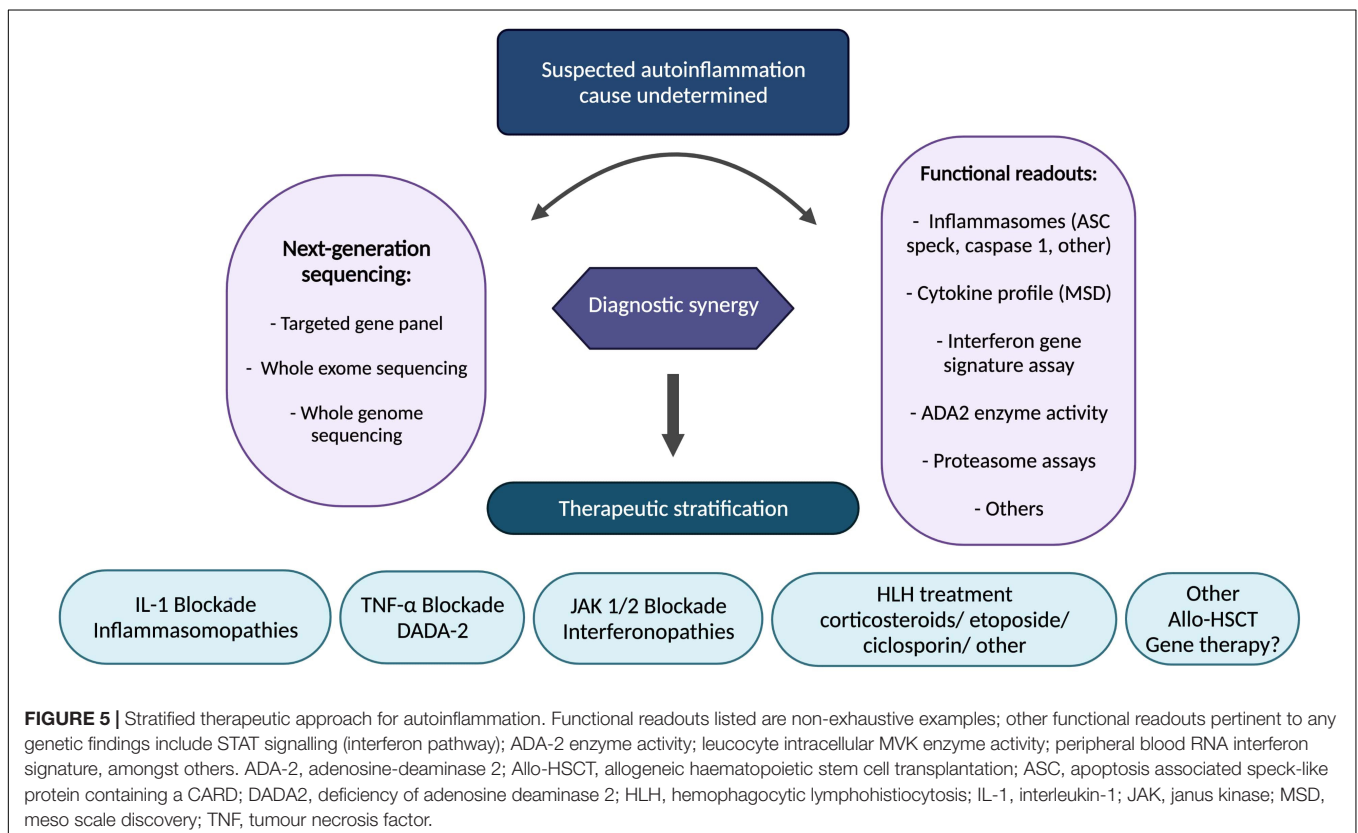 Suspected autoinflammation
cause undetermined
Next-generation
sequencing:
- Targeted gene panel
- Whole exome sequencing
- Whole genome
sequencing
Diagnostic synergy
Functional readouts:
- Inflammasomes (ASC
speck, caspase 1, other)
- Cytokine profile (MSD)
- Interferon gene
signature assay
- ADA2 enzyme activity
- Proteasome assays
- Others
Therapeutic stratification
IL-1 Blockade
Inflammasomopathies
TNF-α Blockade
DADA-2
JAK 1/2 Blockade
Interferonopathies
HLH treatment
corticosteroids/ etoposide/
ciclosporin/ other
Other
Allo-HSCT
Gene therapy?
FIGURE 5 | Stratified therapeutic approach for autoinflammation. Functional readouts listed are non-exhaustive examples; other functional readouts pertinent to any
genetic findings include STAT signalling (interferon pathway); ADA-2 enzyme activity; leucocyte intracellular MVK enzyme activity; peripheral blood RNA interferon
signature, amongst others. ADA-2, adenosine-deaminase 2; Allo-HSCT, allogeneic haematopoietic stem cell transplantation; ASC, apoptosis associated speck-like
protein containing a CARD; DADA2, deficiency of adenosine deaminase 2; HLH, hemophagocytic lymphohistiocytosis; IL-1, interleukin-1; JAK, janus kinase; MSD,
meso scale discovery; TNF, tumour necrosis factor.